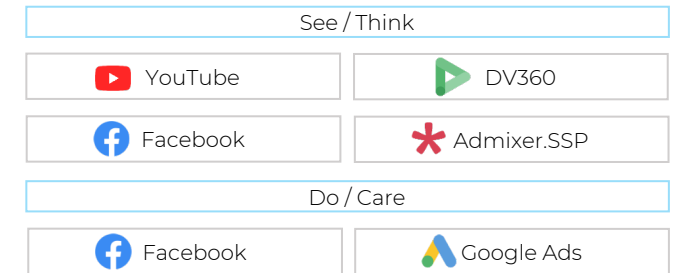 See / Think
YouTube
DV360
Facebook
Admixer.SSP
Do / Care
Facebook
Google Ads